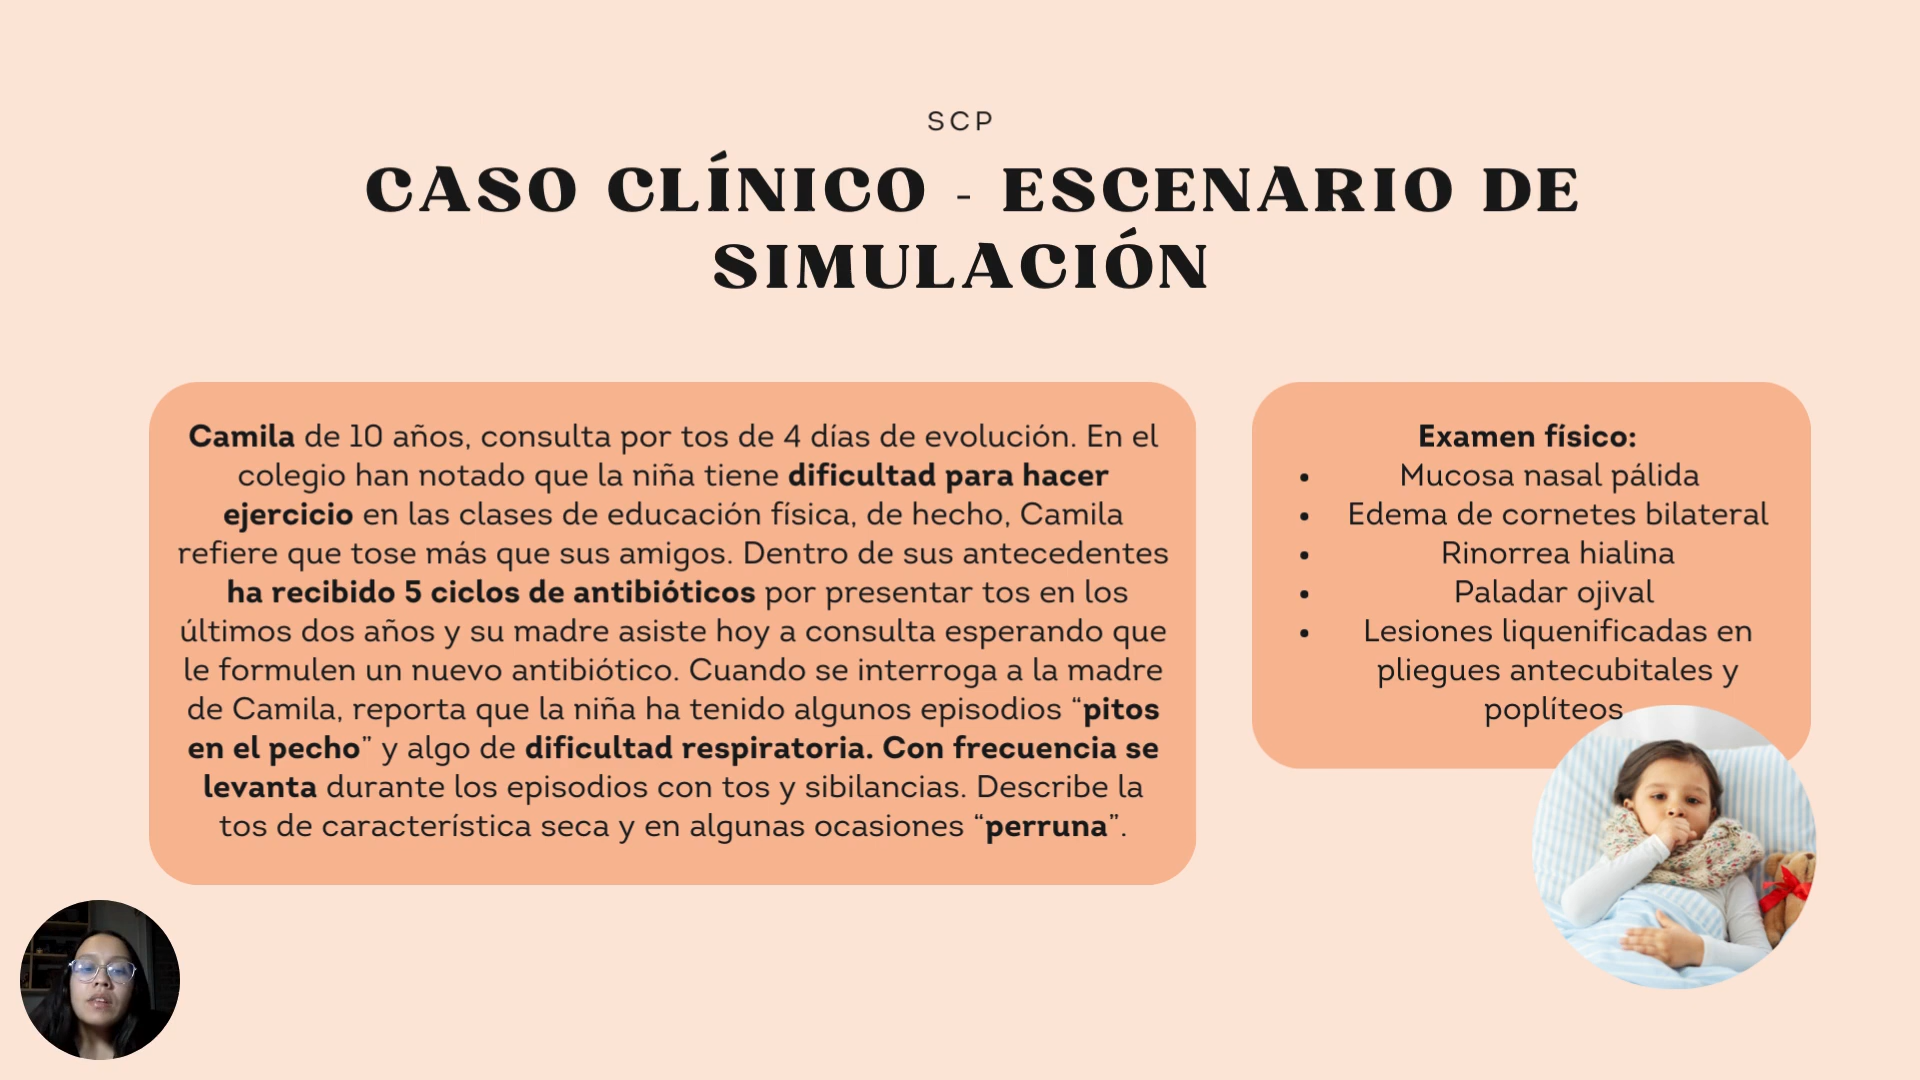 SCP
CASO CLÍNICO - ESCENARIO DE
SIMULACIÓN
Camila de 10 años, consulta por tos de 4 días de evolución. En el
colegio han notado que la niña tiene dificultad para hacer
ejercicio en las clases de educación física, de hecho, Camila
refiere que tose más que sus amigos. Dentro de sus antecedentes
ha recibido 5 ciclos de antibióticos por presentar tos en los
últimos dos años y su madre asiste hoy a consulta esperando que
le formulen un nuevo antibiótico. Cuando se interroga a la madre
de Camila, reporta que la niña ha tenido algunos episodios “pitos
en el pecho” y algo de dificultad respiratoria. Con frecuencia se
levanta durante los episodios con tos y sibilancias. Describe la
tos de característica seca y en algunas ocasiones “perruna”.
Examen físico:
• Mucosa nasal pálida
• Edema de cornetes bilateral
• Rinorrea hialina
• Paladar ojival
• Lesiones liquenificadas en
pliegues antecubitales y
poplíteos